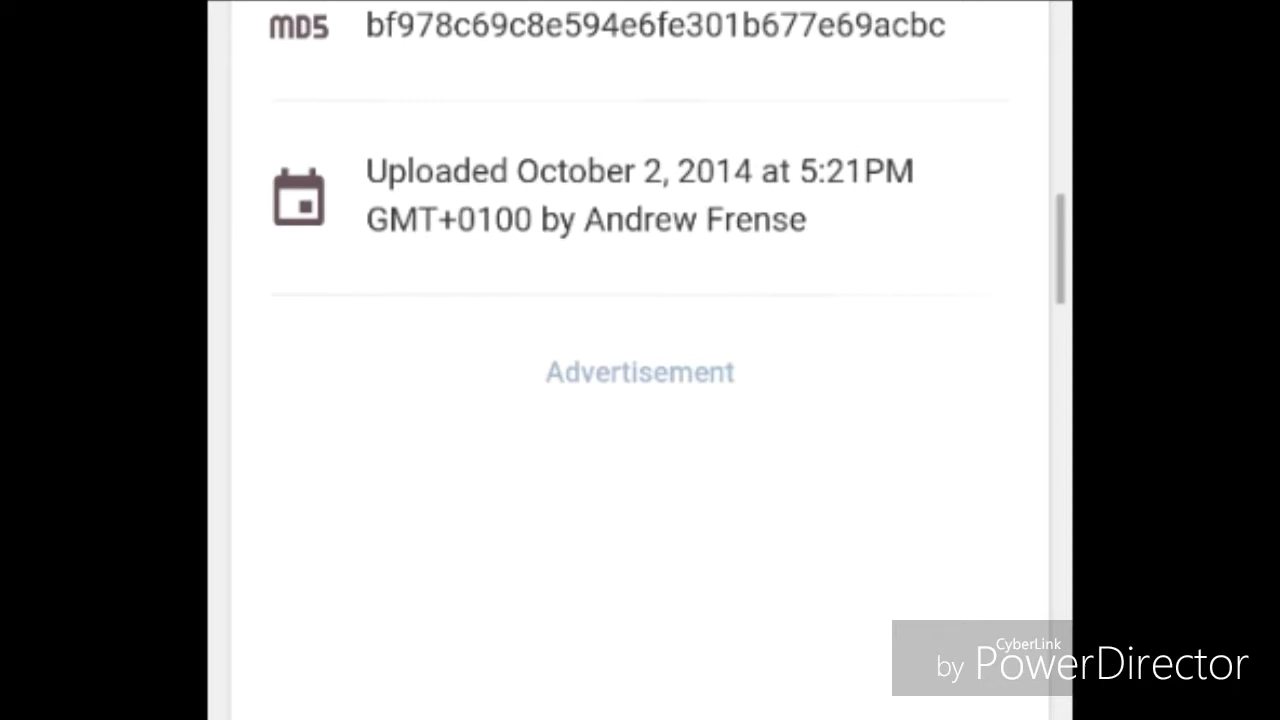 MD5 bf978c69c8e594e6fe301b677e69acbc
Uploaded October 2, 2014 at 5:21PM
GMT+0100 by Andrew Frense
Advertisement
CyberLink
by PowerDirector